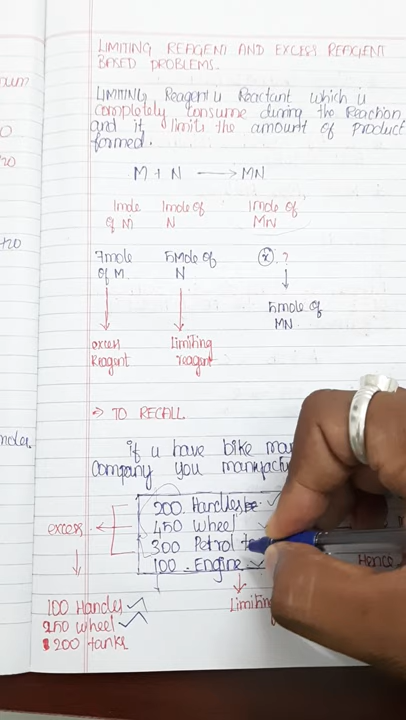 LIMITING REAGENT AND EXCESS REAGENT
BASED PROBLEMS.
LIMITING Reagent is Reactant which is
completely consume during the Reaction
and it limits the amount of product
formed.
M + N → MN
1mole of M 1mole of N 1mole of MN
7mole of M. 5Mole of N (x) ?
5mole of MN
excess Reagent Limiting reagent
→ TO RECALL
if u have bike
Company you
200 Handles
450 wheel
excess ←
300 Petrol
100 - Engine
Hence
100 Handles
250 wheel
200 tanks